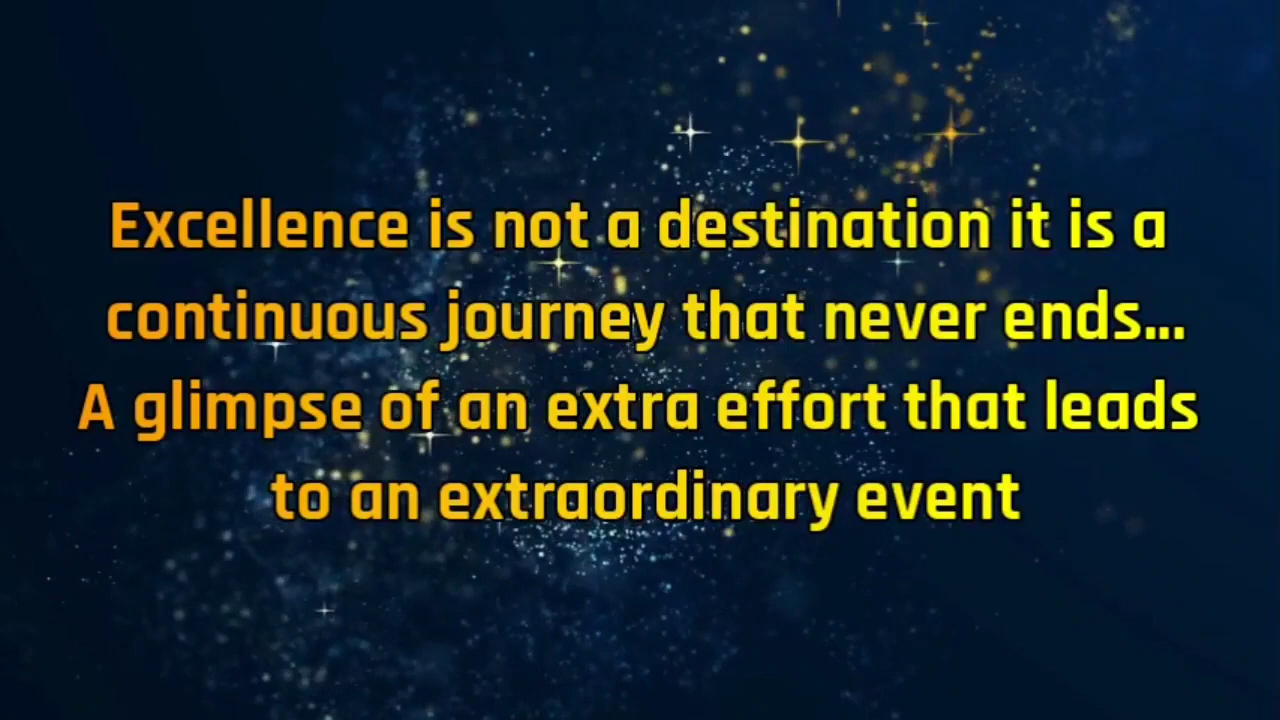 Excellence is not a destination it is a
continuous journey that never ends...
A glimpse of an extra effort that leads
to an extraordinary event